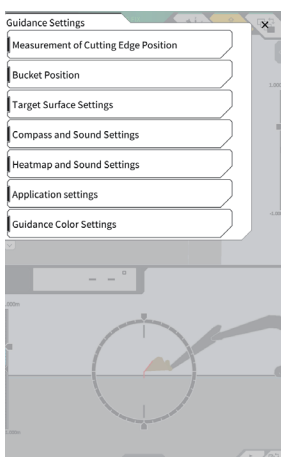 Guidance Settings
Measurement of Cutting Edge Position
Bucket Position
Target Surface Settings
Compass and Sound Settings
Heatmap and Sound Settings
Application settings
Guidance Color Settings
-- °